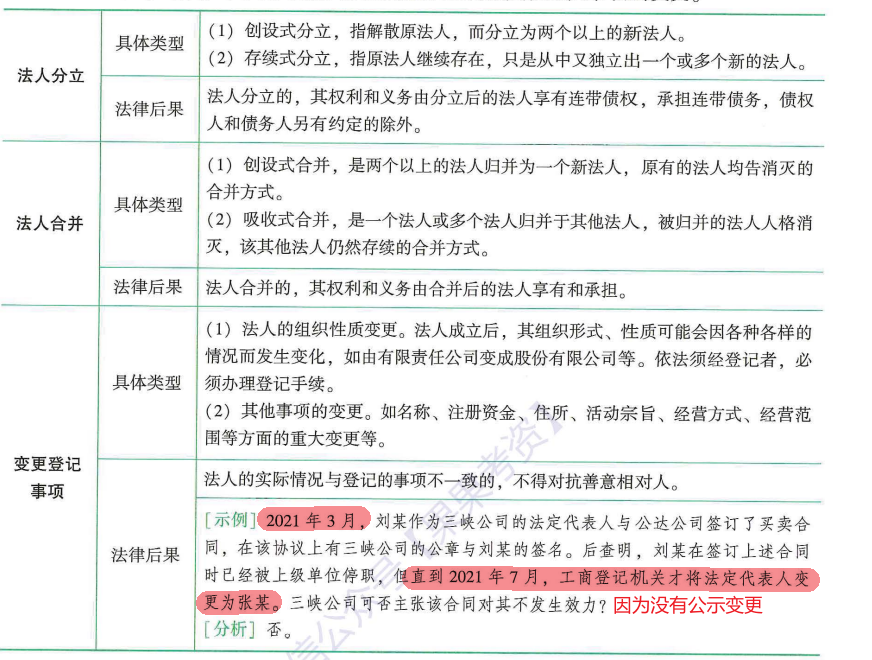 法人分立
具体类型
（1）创设式分立，指解散原法人，而分立为两个以上的新法人。
（2）存续式分立，指原法人继续存在，只是从中又独立出一个或多个新的法人。
法律后果
法人分立的，其权利和义务由分立后的法人享有连带债权，承担连带债务，债权
人和债务人另有约定的除外。
法人合并
具体类型
（1）创设式合并，是两个以上的法人归并为一个新法人，原有的法人均告消灭的
合并方式。
（2）吸收式合并，是一个法人或多个法人归并于其他法人，被归并的法人人格消
灭，该其他法人仍然存续的合并方式。
法律后果
法人合并的，其权利和义务由合并后的法人享有和承担。
变更登记
事项
具体类型
（1）法人的组织性质变更。法人成立后，其组织形式、性质可能会因各种各样的
情况而发生变化，如由有限责任公司变成股份有限公司等。依法须经登记者，必
须办理登记手续。
（2）其他事项的变更。如名称、注册资金、住所、活动宗旨、经营方式、经营范
围等方面的重大变更等。
法律后果
法人的实际情况与登记的事项不一致的，不得对抗善意相对人。
[示例] 2021 年 3 月，刘某作为三峡公司的法定代表人与公达公司签订了买卖合
同，在该协议上有三峡公司的公章与刘某的签名。后查明，刘某在签订上述合同
时已经被上级单位停职，但直到 2021 年 7 月，工商登记机关才将法定代表人变
更为张某。三峡公司可否主张该合同对其不发生效力？因为没有公示变更
[分析] 否。
信公众号【果果考资】